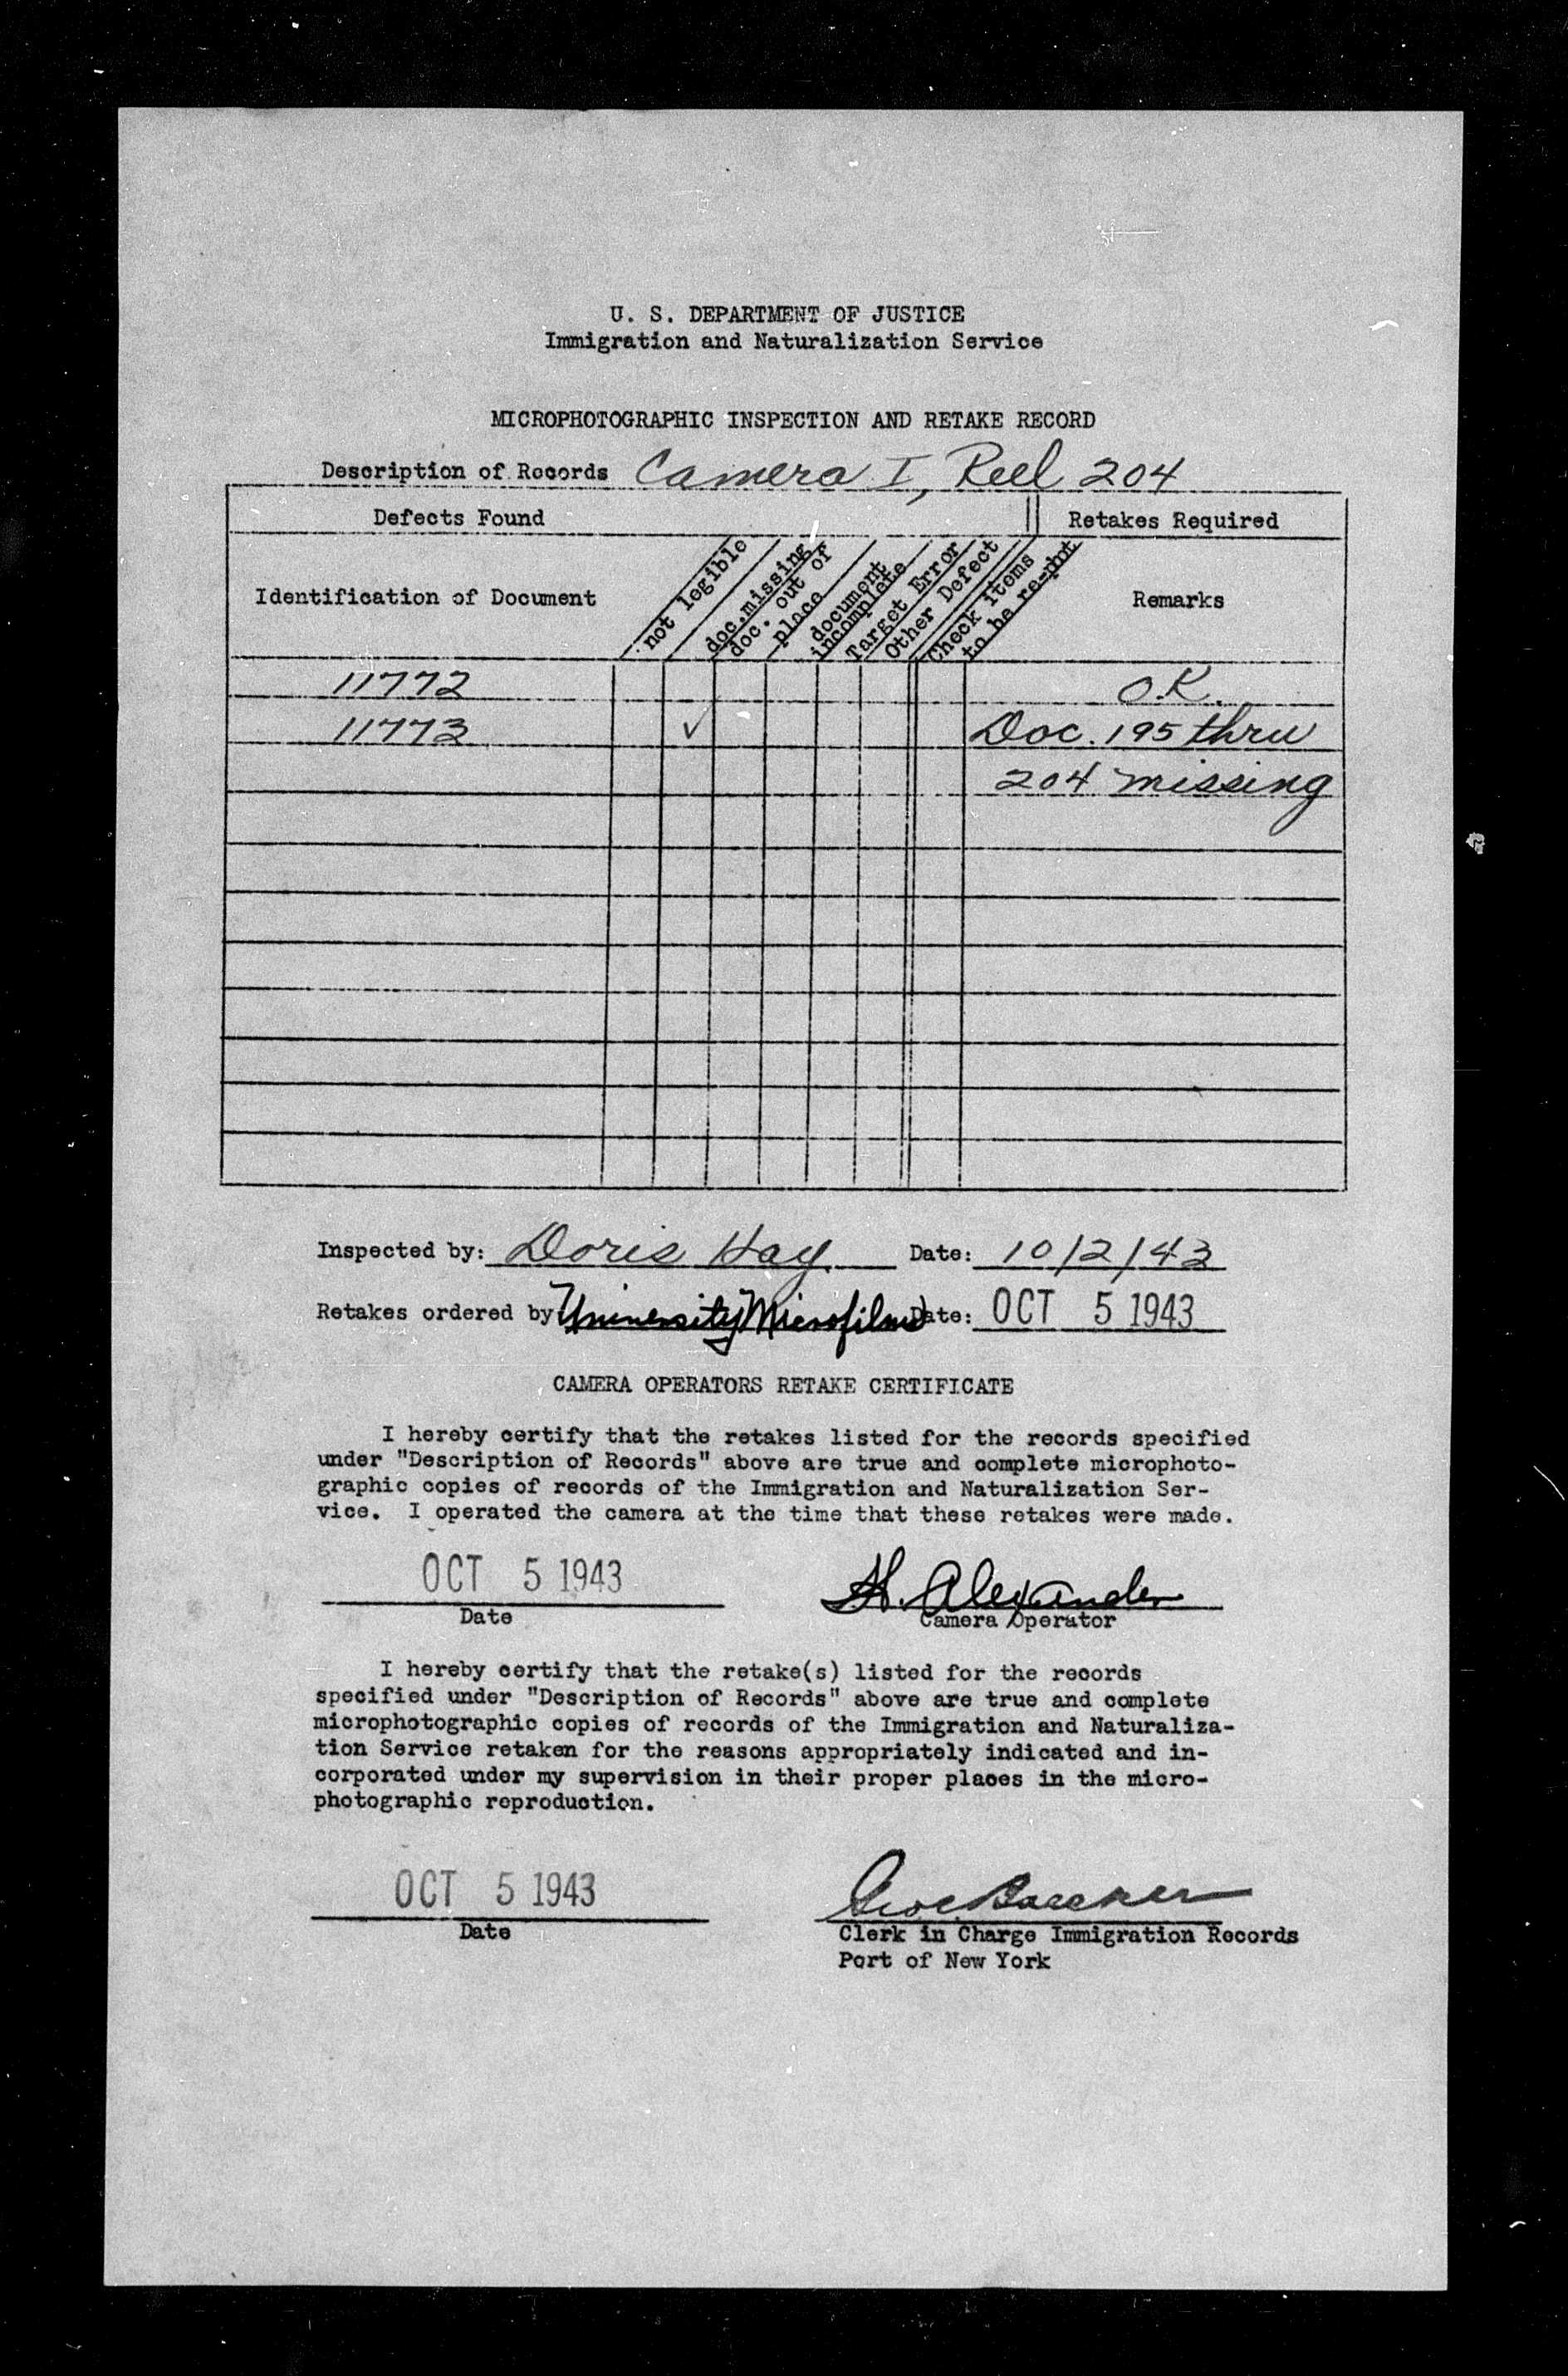 U. S. DEPARTMENT OF JUSTICE
Immigration and Naturalization Service
MICROPHOTOGRAPHIC INSPECTION AND RETAKE RECORD
Description of Records Camera I, Reel 204
Defects Found
Retakes Required
Identification of Document
not legible
doc.missing
doc. out of
place
document
incomplete
Target Error
Other Defect
Check items
to be re-phot
Remarks
11772 O.K.
11773 ✓ Doc. 195 thru
204 missing
Inspected by: Doris Hay. Date: 10/2/43
Retakes ordered by University Microfilms Date: OCT 5 1943
CAMERA OPERATORS RETAKE CERTIFICATE
I hereby certify that the retakes listed for the records specified
under "Description of Records" above are true and complete microphoto-
graphic copies of records of the Immigration and Naturalization Ser-
vice. I operated the camera at the time that these retakes were made.
OCT 5 1943 H. Alexander
Date Camera Operator
I hereby certify that the retake(s) listed for the records
specified under "Description of Records" above are true and complete
microphotographic copies of records of the Immigration and Naturaliza-
tion Service retaken for the reasons appropriately indicated and in-
corporated under my supervision in their proper places in the micro-
photographic reproduction.
OCT 5 1943
Date Clerk in Charge Immigration Records
Port of New York